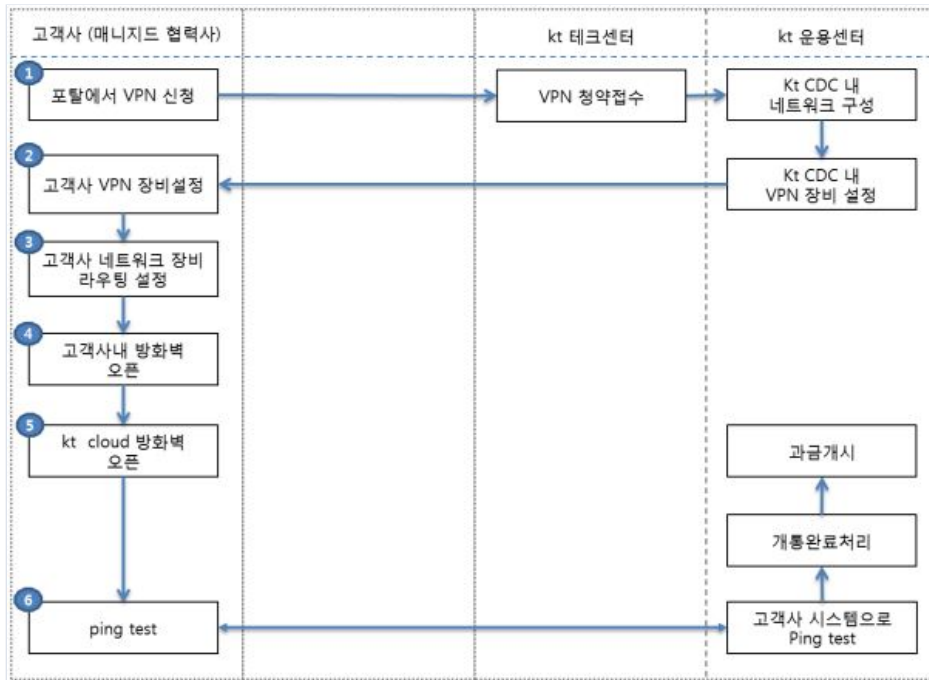 고객사 (매니지드 협력사)
kt 테크센터
kt 운용센터
1
포탈에서 VPN 신청
VPN 청약접수
Kt CDC 내
네트워크 구성
2
고객사 VPN 장비설정
Kt CDC 내
VPN 장비 설정
3
고객사 네트워크 장비
라우팅 설정
4
고객사내 방화벽
오픈
5
kt cloud 방화벽
오픈
과금개시
개통완료처리
6
ping test
고객사 시스템으로
Ping test